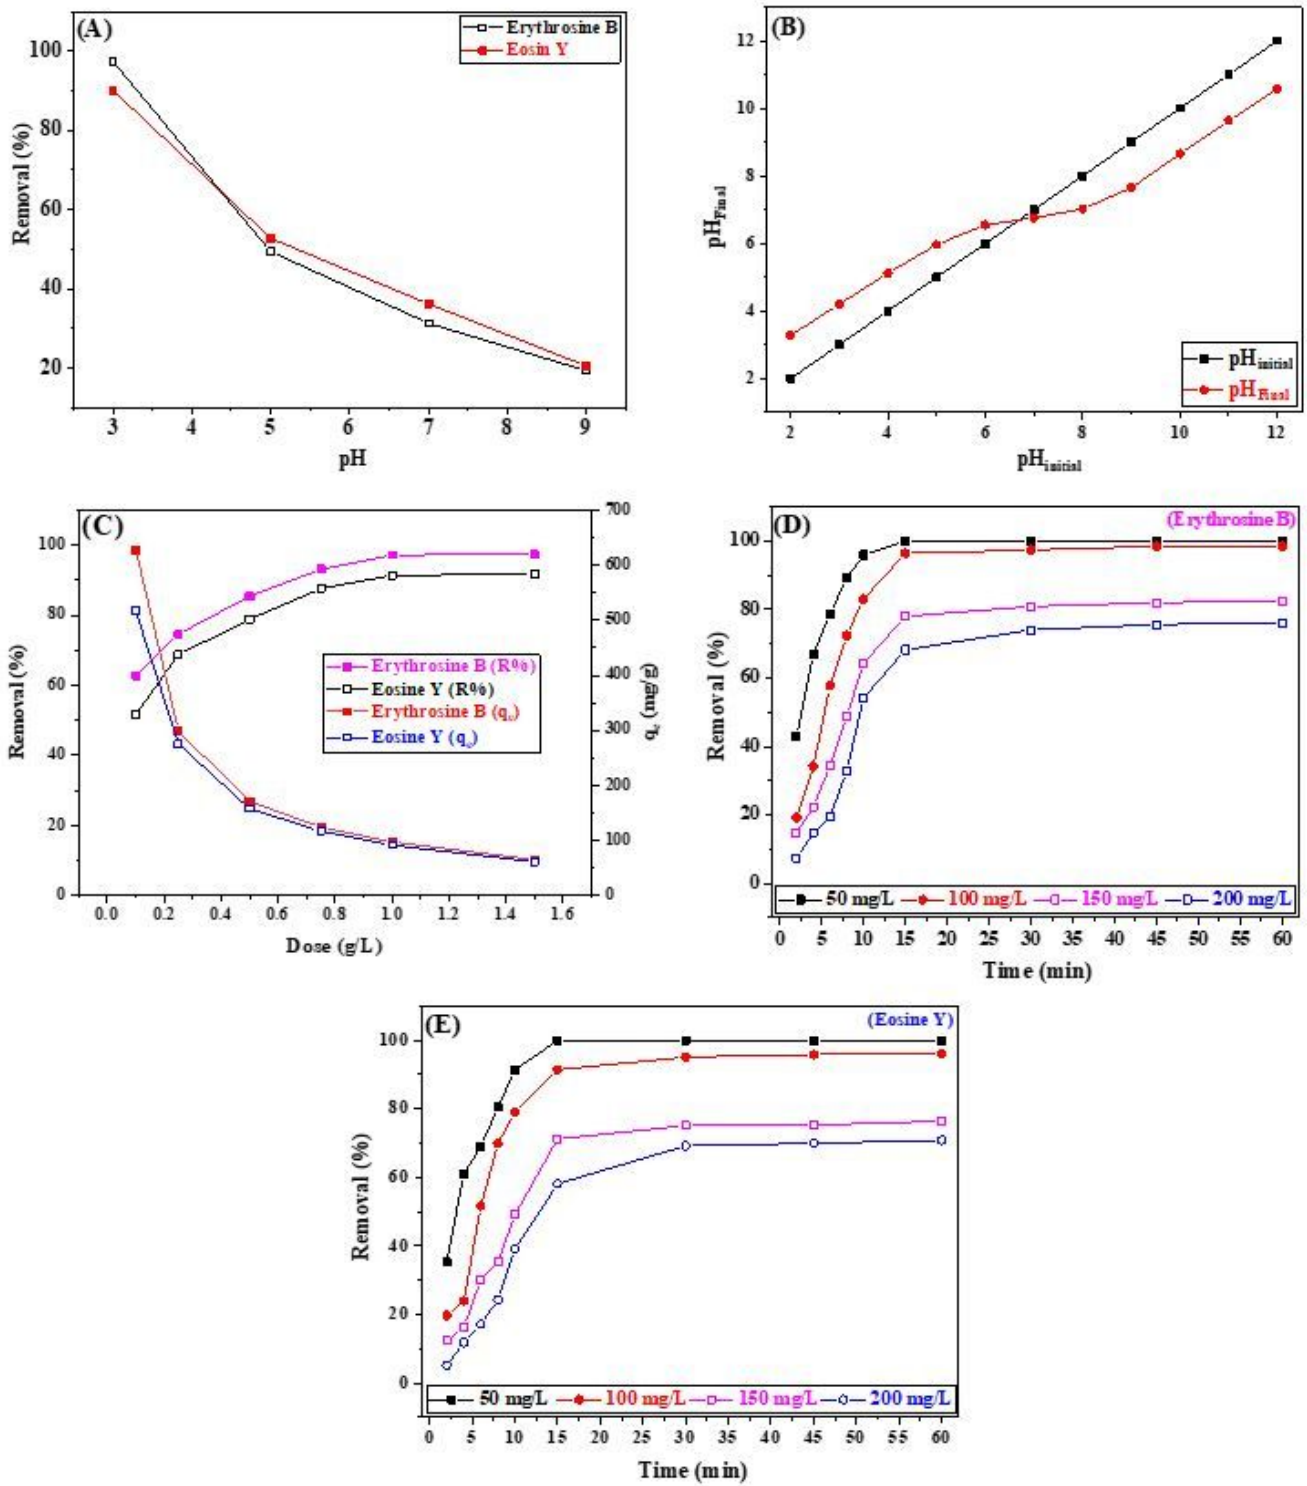 (A)
Erythrosine B
Eosin Y
100
80
60
40
20
3 4 5 6 7 8 9
Removal (%)
pH
(B)
12
10
8
6
4
2
2 4 6 8 10 12
pHFinal
pHinitial
pHinitial
pHFinal
(C)
100
80
60
40
20
0
700
600
500
400
300
200
100
0
Erythrosine B (R%)
Eosine Y (R%)
Erythrosine B (qe)
Eosine Y (qe)
0.0 0.2 0.4 0.6 0.8 1.0 1.2 1.4 1.6
Removal (%)
qe (mg/g)
Dose (g/L)
(D)
(Erythrosine B)
100
80
60
40
20
0
50 mg/L 100 mg/L 150 mg/L 200 mg/L
0 5 10 15 20 25 30 35 40 45 50 55 60
Removal (%)
Time (min)
(E)
(Eosine Y)
100
80
60
40
20
0
50 mg/L 100 mg/L 150 mg/L 200 mg/L
0 5 10 15 20 25 30 35 40 45 50 55 60
Removal (%)
Time (min)